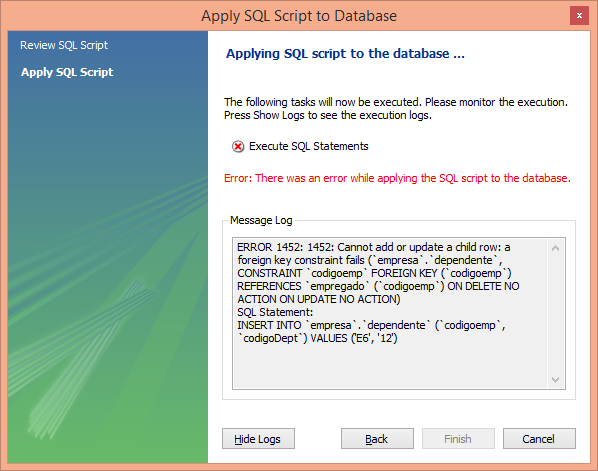 Apply SQL Script to Database
x
Review SQL Script
Apply SQL Script
Applying SQL script to the database ...
The following tasks will now be executed. Please monitor the execution.
Press Show Logs to see the execution logs.
Execute SQL Statements
Error: There was an error while applying the SQL script to the database.
Message Log
ERROR 1452: 1452: Cannot add or update a child row: a
foreign key constraint fails (`empresa`.`dependente`,
CONSTRAINT `codigoemp` FOREIGN KEY (`codigoemp`)
REFERENCES `empregado` (`codigoemp`) ON DELETE NO
ACTION ON UPDATE NO ACTION)
SQL Statement:
INSERT INTO `empresa`.`dependente` (`codigoemp`,
`codigoDept`) VALUES ('E6', '12')
Hide Logs
Back
Finish
Cancel